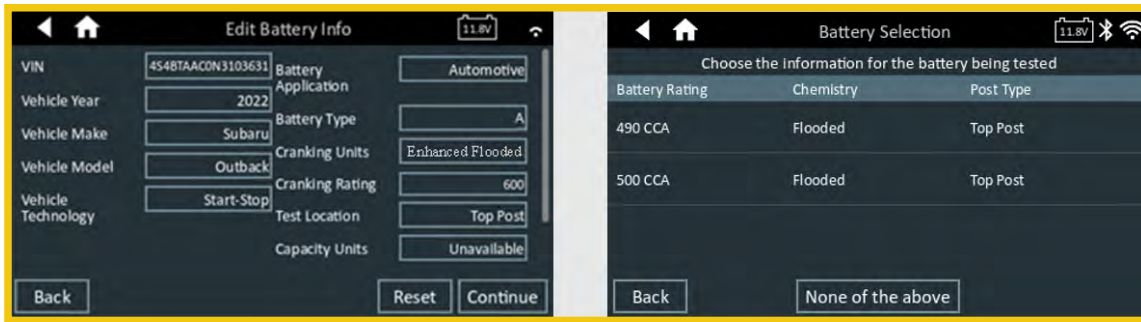 Edit Battery Info
11.8V
VIN
4S4BTAAC0N3103631
Vehicle Year
2022
Vehicle Make
Subaru
Vehicle Model
Outback
Vehicle
Technology
Start-Stop
Battery
Application
Automotive
Battery Type
A
Cranking Units
Enhanced Flooded
Cranking Rating
600
Test Location
Top Post
Capacity Units
Unavailable
Back
Reset
Continue
Battery Selection
11.8V
Choose the information for the battery being tested
Battery Rating Chemistry Post Type
490 CCA Flooded Top Post
500 CCA Flooded Top Post
Back
None of the above